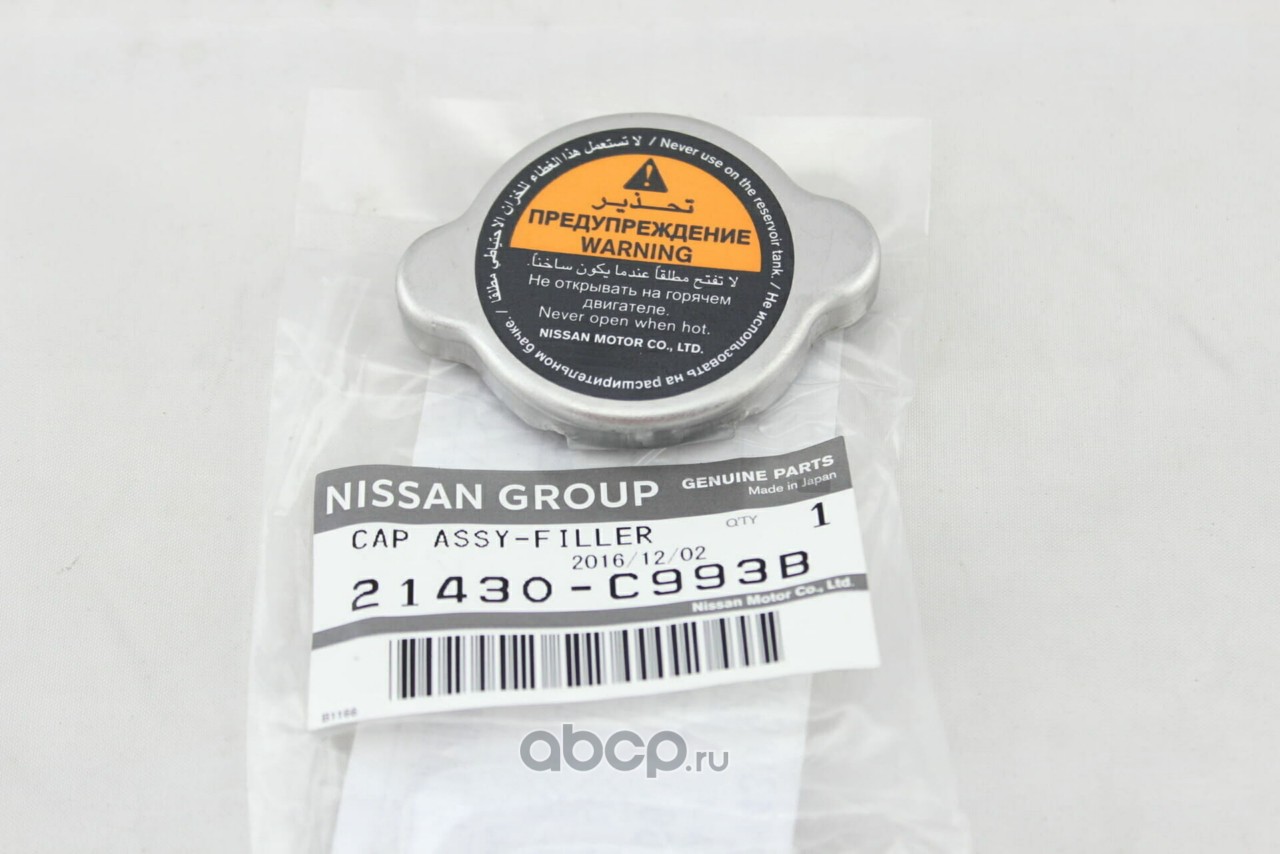 لا تستعمل هذا الغطاء للخزان الاحتياطي مطلقا / Never use on the reservoir tank. / Не использовать на расширительном бачке. /
تحذير
ПРЕДУПРЕЖДЕНИЕ
WARNING
لا تفتح مطلقاً عندما يكون ساخناً.
Не открывать на горячем
двигателе.
Never open when hot.
NISSAN MOTOR CO., LTD.
NISSAN GROUP
GENUINE PARTS
Made in Japan
CAP ASSY-FILLER
Q'TY 1
2016/12/02
21430-C993B
Nissan Motor Co., Ltd.
B1166
abcp.ru